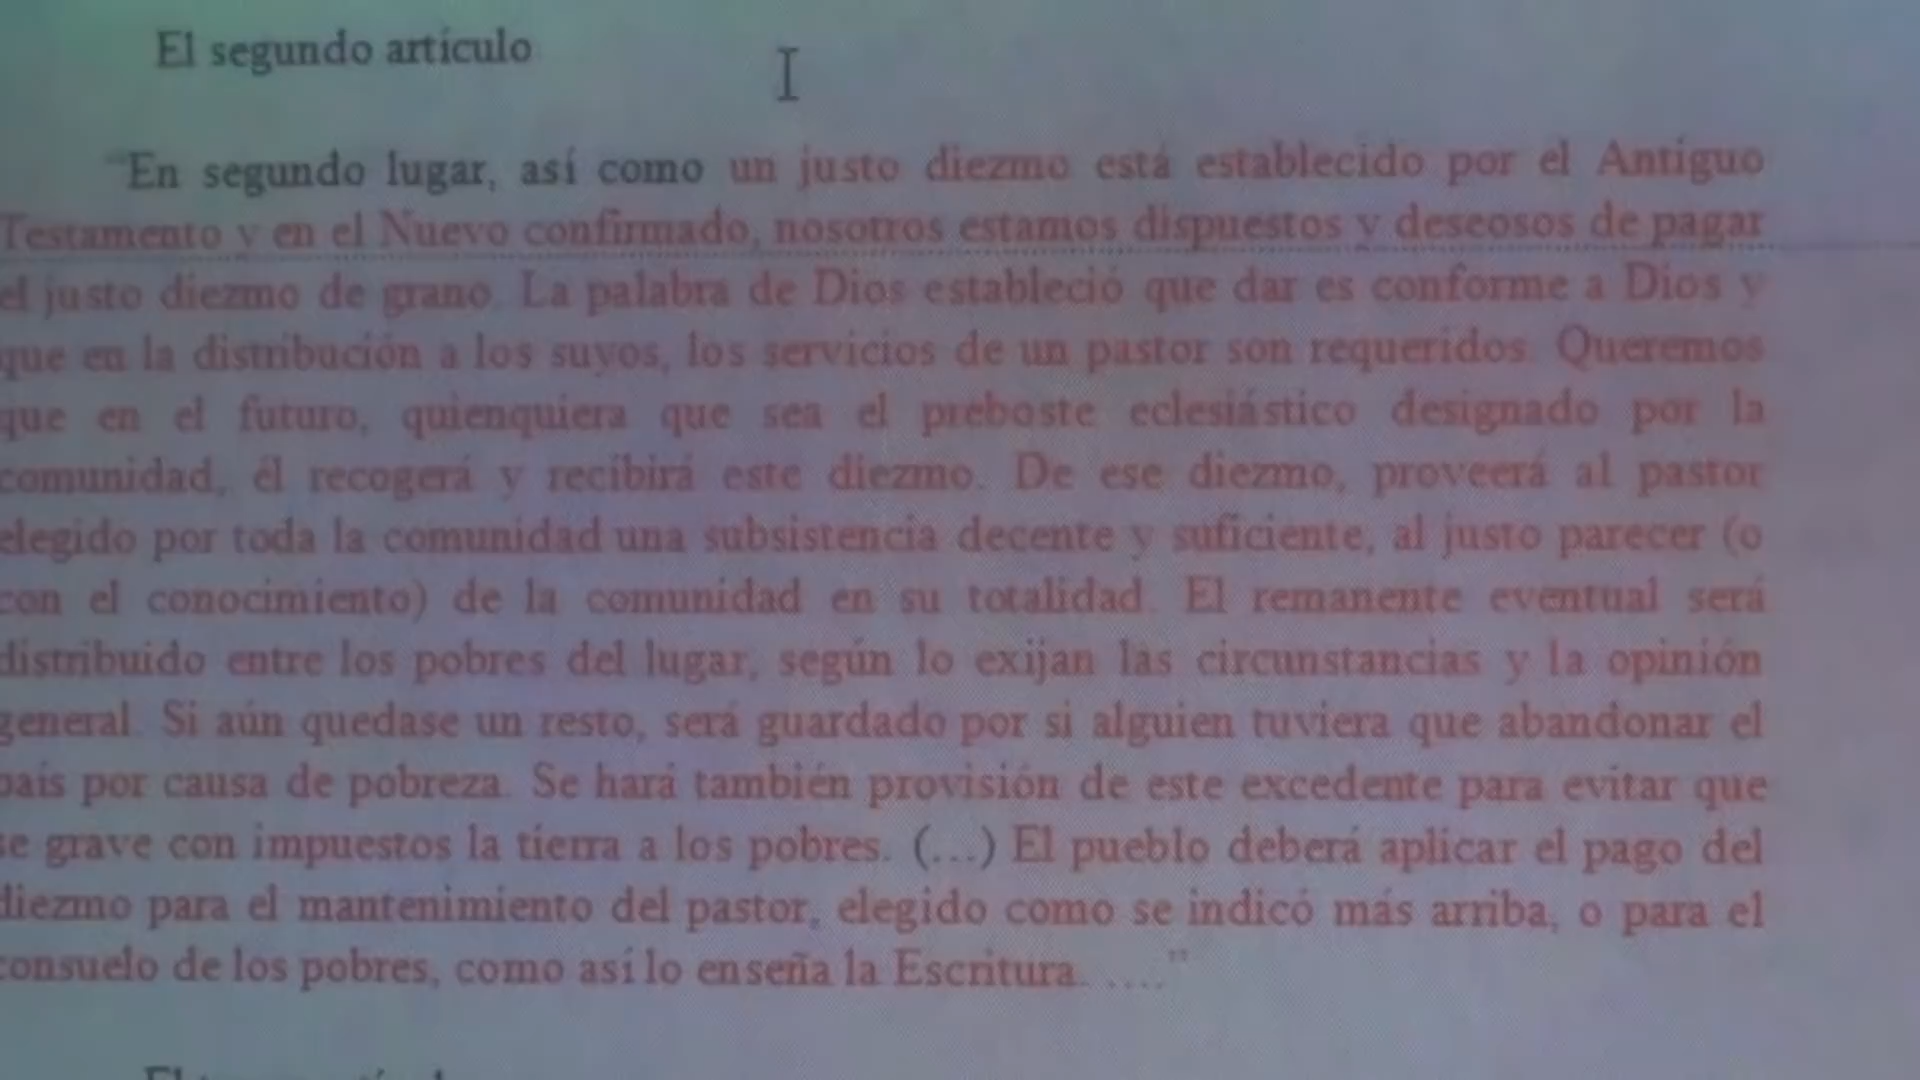 El segundo artículo
"En segundo lugar, así como un justo diezmo está establecido por el Antiguo
Testamento y en el Nuevo confirmado, nosotros estamos dispuestos y deseosos de pagar
el justo diezmo de grano. La palabra de Dios estableció que dar es conforme a Dios y
que en la distribución a los suyos, los servicios de un pastor son requeridos. Queremos
que en el futuro, quienquiera que sea el preboste eclesiástico designado por la
comunidad, él recogerá y recibirá este diezmo. De ese diezmo, proveerá al pastor
elegido por toda la comunidad una subsistencia decente y suficiente, al justo parecer (o
con el conocimiento) de la comunidad en su totalidad. El remanente eventual será
distribuido entre los pobres del lugar, según lo exijan las circunstancias y la opinión
general. Si aún quedase un resto, será guardado por si alguien tuviera que abandonar el
país por causa de pobreza. Se hará también provisión de este excedente para evitar que
se grave con impuestos la tierra a los pobres. (...) El pueblo deberá aplicar el pago del
diezmo para el mantenimiento del pastor, elegido como se indicó más arriba, o para el
consuelo de los pobres, como así lo enseña la Escritura. ...."